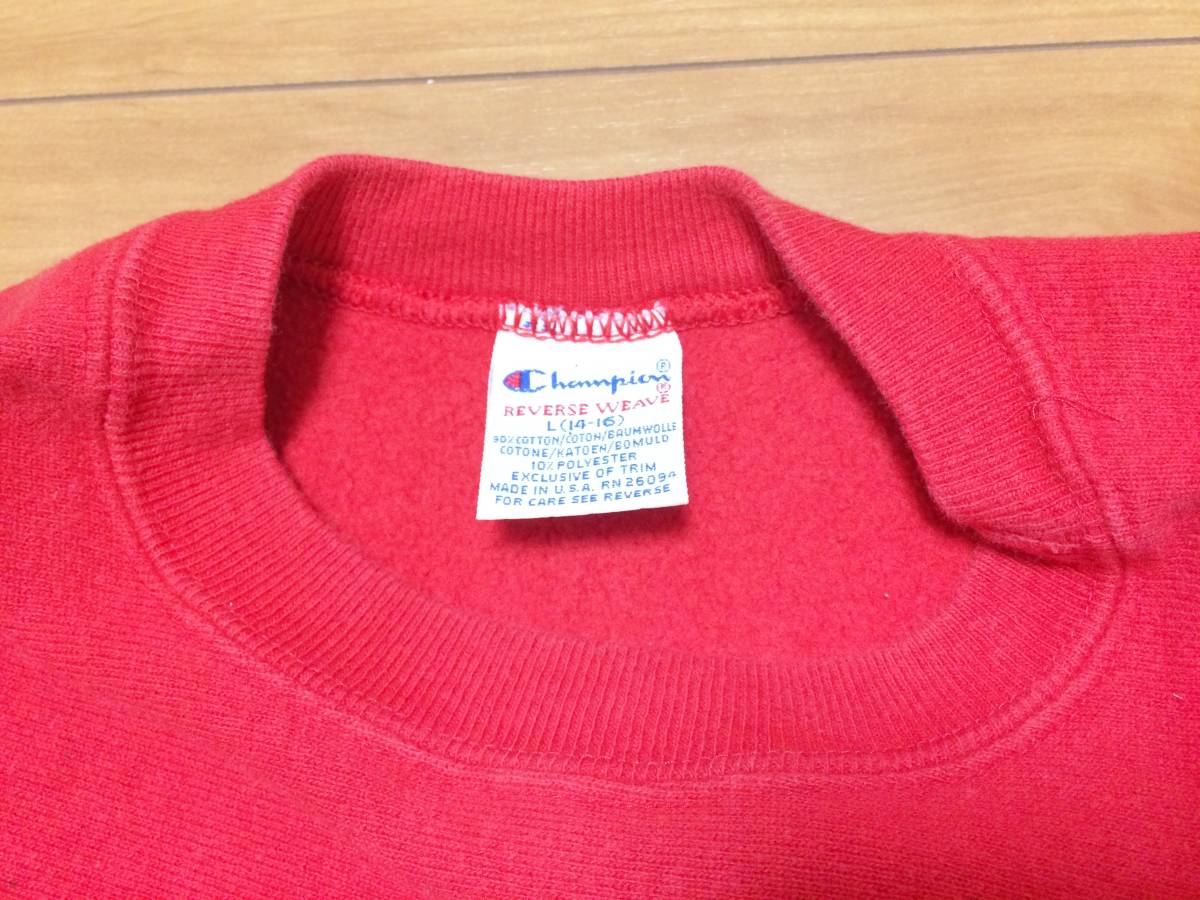 Champion®
REVERSE WEAVE®
L (14-16)
90% COTTON/COTON/BAUMWOLLE
COTONE/KATOEN/BOMULD
10% POLYESTER
EXCLUSIVE OF TRIM
MADE IN U.S.A. RN 26094
FOR CARE SEE REVERSE